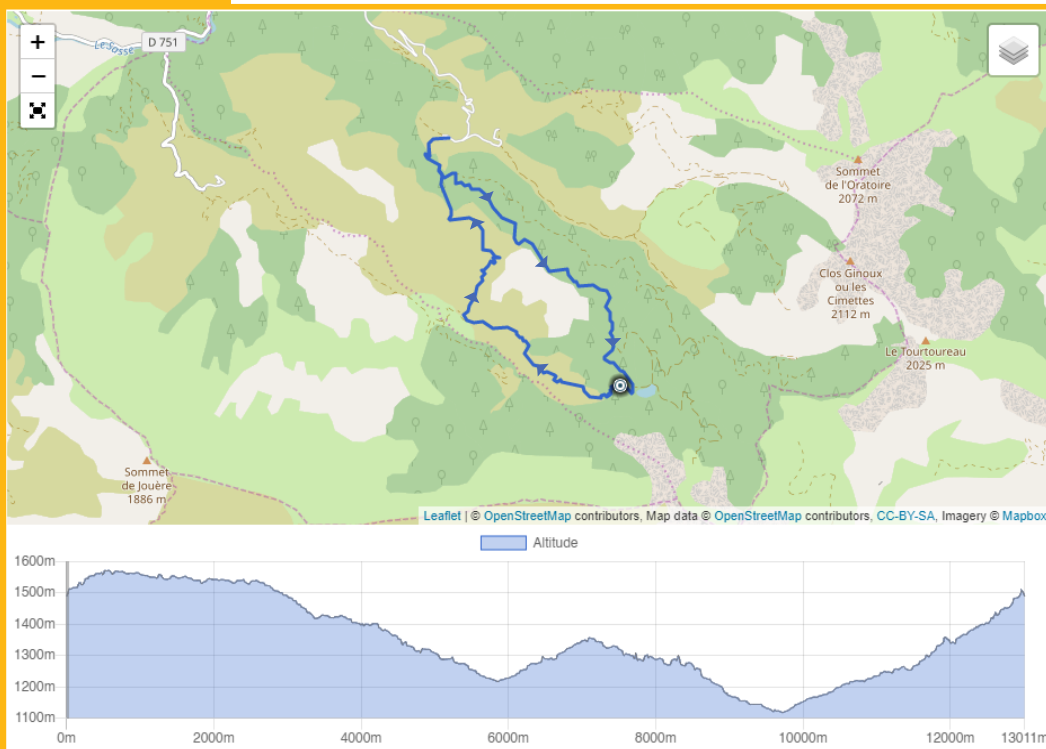 +
−
Le Sasse
D 751
Sommet
de l'Oratoire
2072 m
Clos Ginoux
ou les
Cimettes
2112 m
Le Tourtoureau
2025 m
Sommet
de Jouère
1886 m
Leaflet | © OpenStreetMap contributors, Map data © OpenStreetMap contributors, CC-BY-SA, Imagery © Mapbox
Altitude
1600m
1500m
1400m
1300m
1200m
1100m
0m 2000m 4000m 6000m 8000m 10000m 12000m 13011m